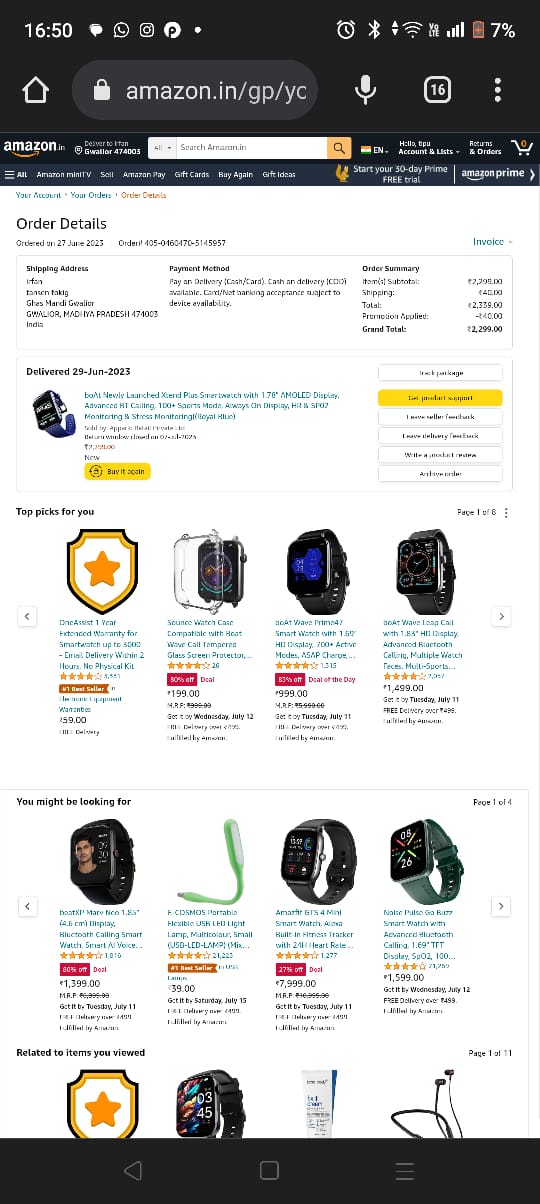 16:50
Vo LTE
7%
amazon.in/gp/yc
16
amazon.in
Deliver to Irfan
Gwalior 474003
All
Search Amazon.in
EN
Hello, tipu
Account & Lists
Returns
& Orders
0
All
Amazon miniTV
Sell
Amazon Pay
Gift Cards
Buy Again
Gift Ideas
Start your 30-day Prime
FREE trial
amazon prime
Your Account › Your Orders › Order Details
Order Details
Ordered on 27 June 2023
Order# 405-0460470-5145957
Invoice
Shipping Address
Irfan
tansen
Ghas Mandi Gwalior
GWALIOR, MADHYA PRADESH 474003
India
Payment Method
Pay on Delivery (Cash/Card). Cash on delivery (COD)
available. Card/Net banking acceptance subject to
device availability.
Order Summary
Item(s) Subtotal: ₹2,299.00
Shipping: ₹40.00
Total: ₹2,339.00
Promotion Applied: -₹40.00
Grand Total: ₹2,299.00
Delivered 29-Jun-2023
boAt Newly Launched Xtend Plus Smartwatch with 1.78" AMOLED Display,
Advanced BT Calling, 100+ Sports Mode, Always On Display, HR & SPO2
Monitoring & Stress Monitoring(Royal Blue)
Sold by: Appario Retail Private Ltd
Return window closed on 07-Jul-2023
₹2,299.00
New
Buy it again
Track package
Get product support
Leave seller feedback
Leave delivery feedback
Write a product review
Archive order
Top picks for you
Page 1 of 8
OneAssist 1 Year
Extended Warranty for
Smartwatch up to 3000
- Email Delivery Within 2
Hours, No Physical Kit
3,331
#1 Best Seller in
Electronic Equipment
Warranties
₹59.00
FREE Delivery
Sounce Watch Case
Compatible with Boat
Wave Call Tempered
Glass Screen Protector,...
26
80% off Deal
₹199.00
M.R.P: ₹999.00
Get it by Wednesday, July 12
FREE Delivery over ₹499.
Fulfilled by Amazon.
boAt Wave Prime47
Smart Watch with 1.69"
HD Display, 700+ Active
Modes, ASAP Charge,...
1,515
83% off Deal of the Day
₹999.00
M.R.P: ₹5,990.00
Get it by Tuesday, July 11
FREE Delivery over ₹499.
Fulfilled by Amazon.
boAt Wave Leap Call
with 1.83" HD Display,
Advanced Bluetooth
Calling, Multiple Watch
Faces, Multi-Sports...
2,057
₹1,499.00
Get it by Tuesday, July 11
FREE Delivery over ₹499.
Fulfilled by Amazon.
You might be looking for
Page 1 of 4
beatXP Marv Neo 1.85"
(4.6 cm) Display,
Bluetooth Calling Smart
Watch, Smart AI Voice...
1,816
80% off Deal
₹1,399.00
M.R.P: ₹6,999.00
Get it by Tuesday, July 11
FREE Delivery over ₹499.
Fulfilled by Amazon.
E-COSMOS Portable
Flexible USB LED Light
Lamp, Multicolour, Small
(USB-LED-LAMP) (Mix...
21,223
#1 Best Seller in USB
Lamps
₹39.00
Get it by Saturday, July 15
FREE Delivery over ₹499.
Fulfilled by Amazon.
Amazfit GTS 4 Mini
Smart Watch, Alexa
Built-in Fitness Tracker
with 24H Heart Rate...
1,277
27% off Deal
₹7,999.00
M.R.P: ₹10,999.00
Get it by Tuesday, July 11
FREE Delivery over ₹499.
Fulfilled by Amazon.
08
26
Noise Pulse Go Buzz
Smart Watch with
Advanced Bluetooth
Calling, 1.69" TFT
Display, SpO2, 100...
21,269
₹1,599.00
Get it by Wednesday, July 12
FREE Delivery over ₹499.
Fulfilled by Amazon.
Related to items you viewed
Page 1 of 11
03
45